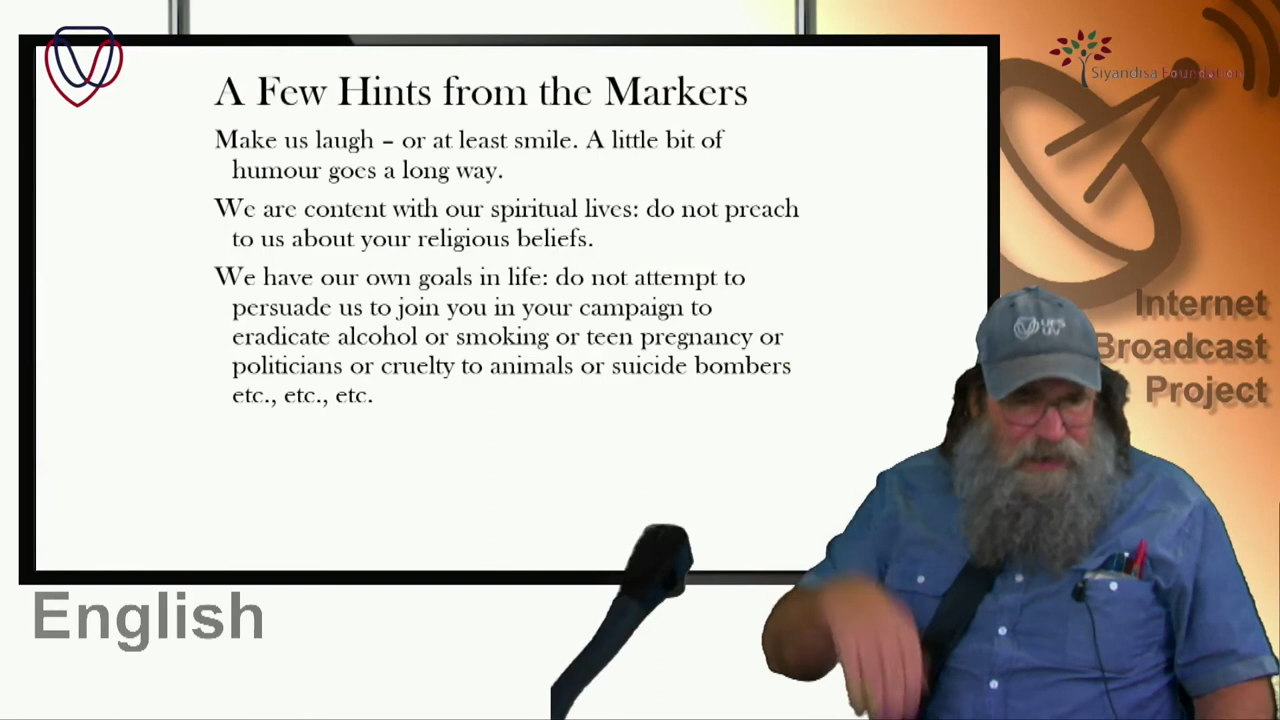 A Few Hints from the Markers
Make us laugh – or at least smile. A little bit of
humour goes a long way.
We are content with our spiritual lives: do not preach
to us about your religious beliefs.
We have our own goals in life: do not attempt to
persuade us to join you in your campaign to
eradicate alcohol or smoking or teen pregnancy or
politicians or cruelty to animals or suicide bombers
etc., etc., etc.
Siyandisa Foundation
Internet
Broadcast
Project
UFS
UV
English